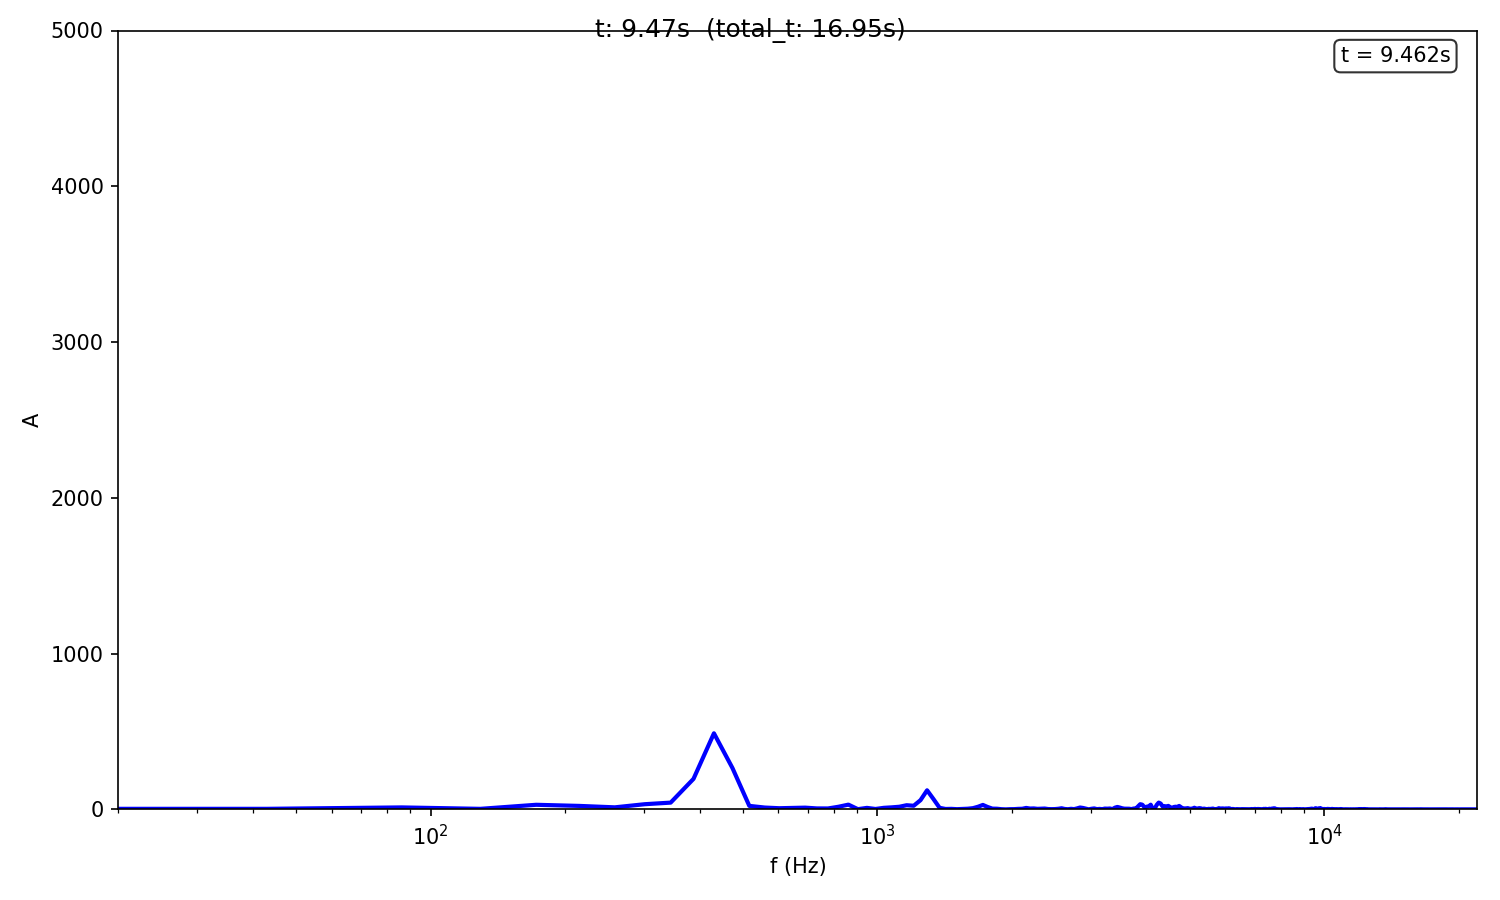 t: 9.47s (total_t: 16.95s)
t = 9.462s
5000
4000
3000
2000
1000
0
A
10²
10³
10⁴
f (Hz)